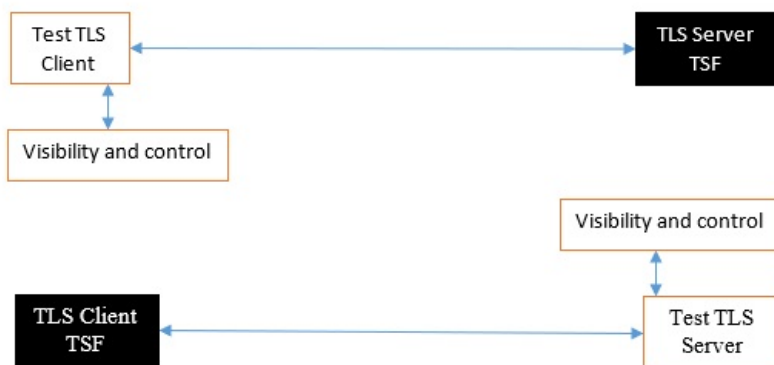 Test TLS
Client
TLS Server
TSF
Visibility and control
Visibility and control
TLS Client
TSF
Test TLS
Server